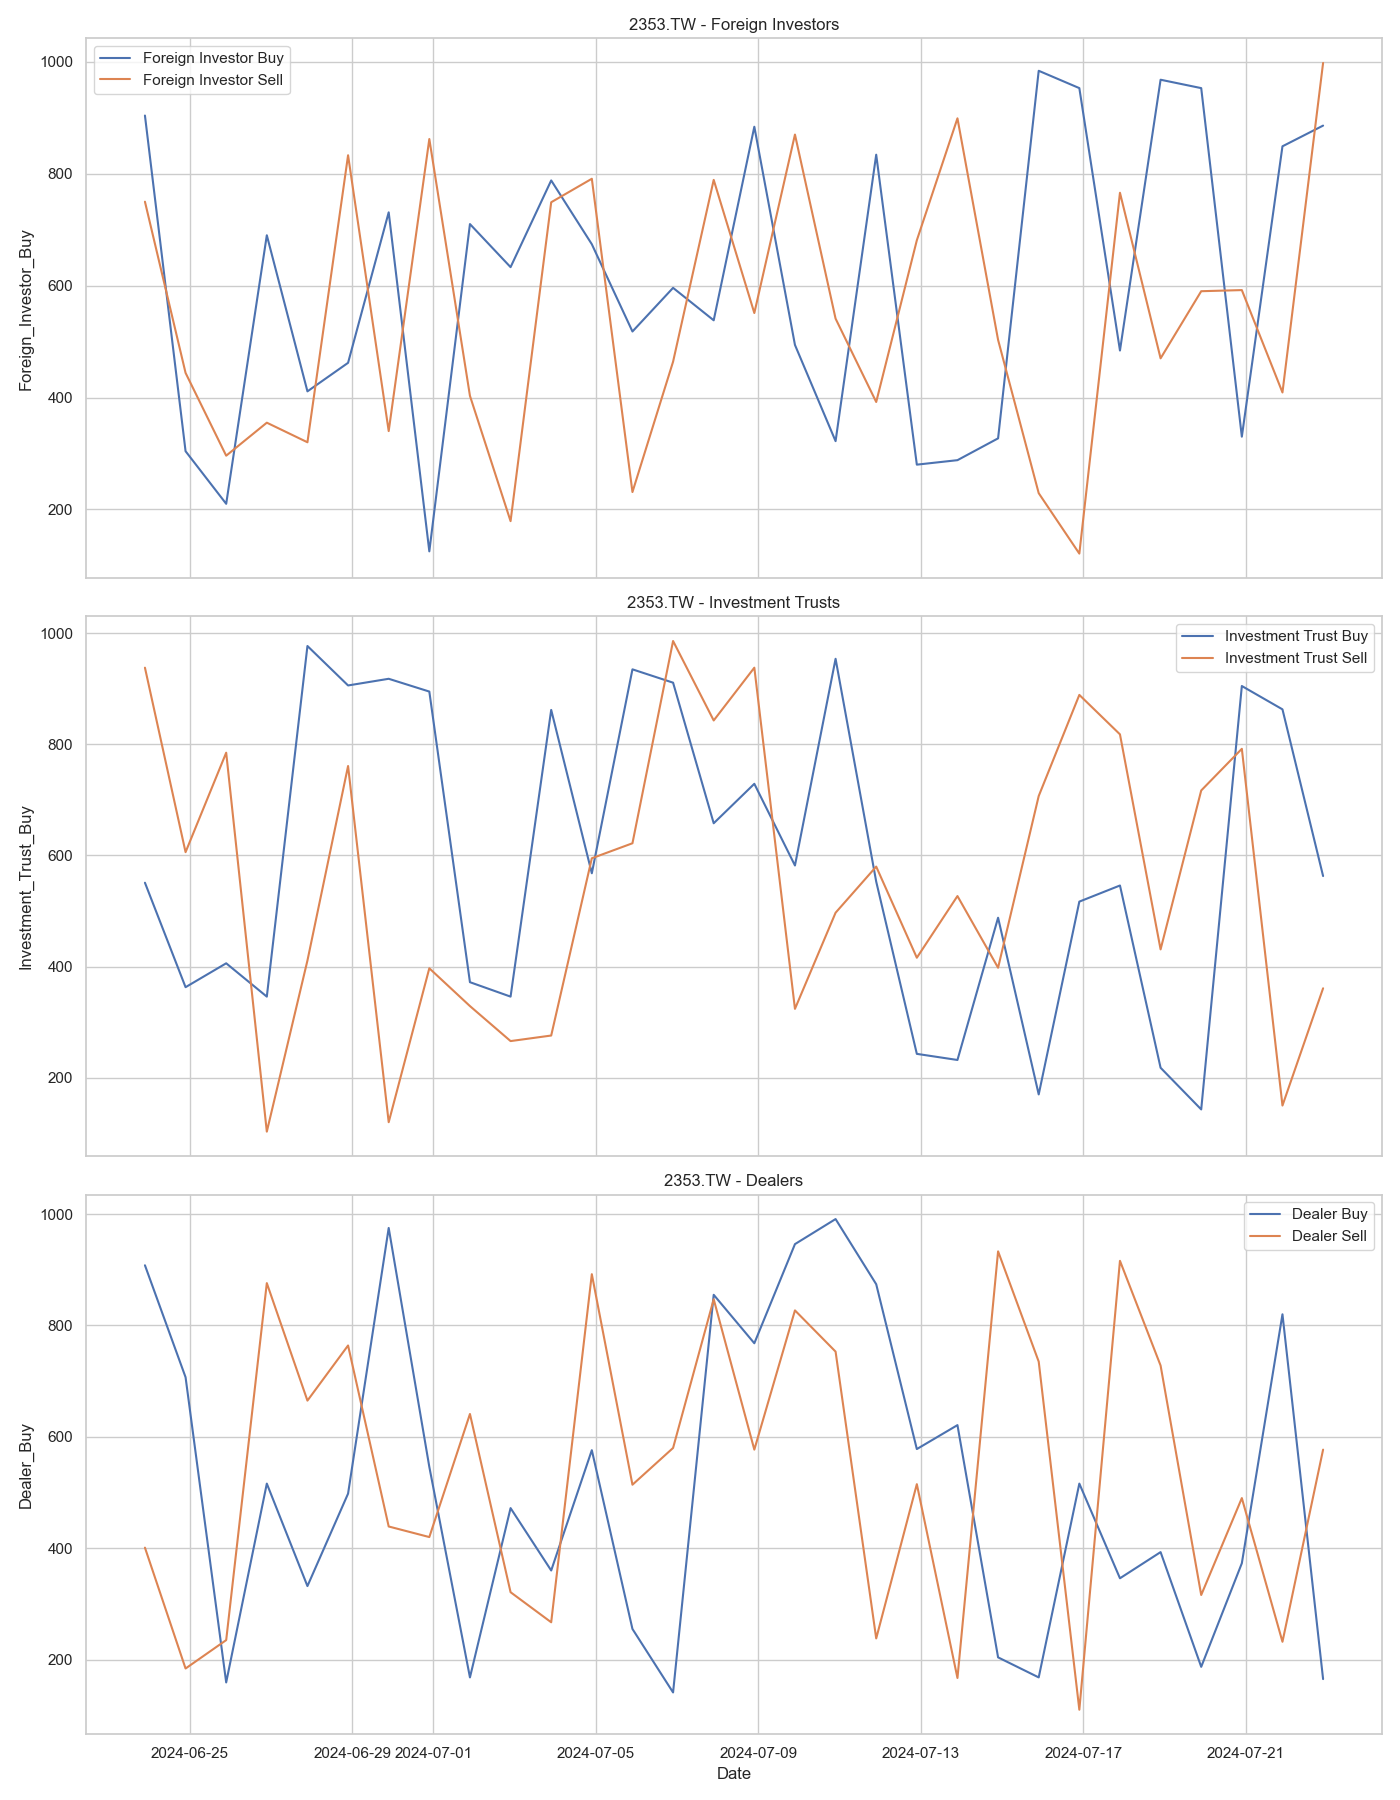 2353.TW - Foreign Investors
Foreign Investor Buy
Foreign Investor Sell
Foreign_Investor_Buy
1000
800
600
400
200
2353.TW - Investment Trusts
Investment Trust Buy
Investment Trust Sell
Investment_Trust_Buy
1000
800
600
400
200
2353.TW - Dealers
Dealer Buy
Dealer Sell
Dealer_Buy
1000
800
600
400
200
2024-06-25 2024-06-29 2024-07-01 2024-07-05 2024-07-09 2024-07-13 2024-07-17 2024-07-21
Date